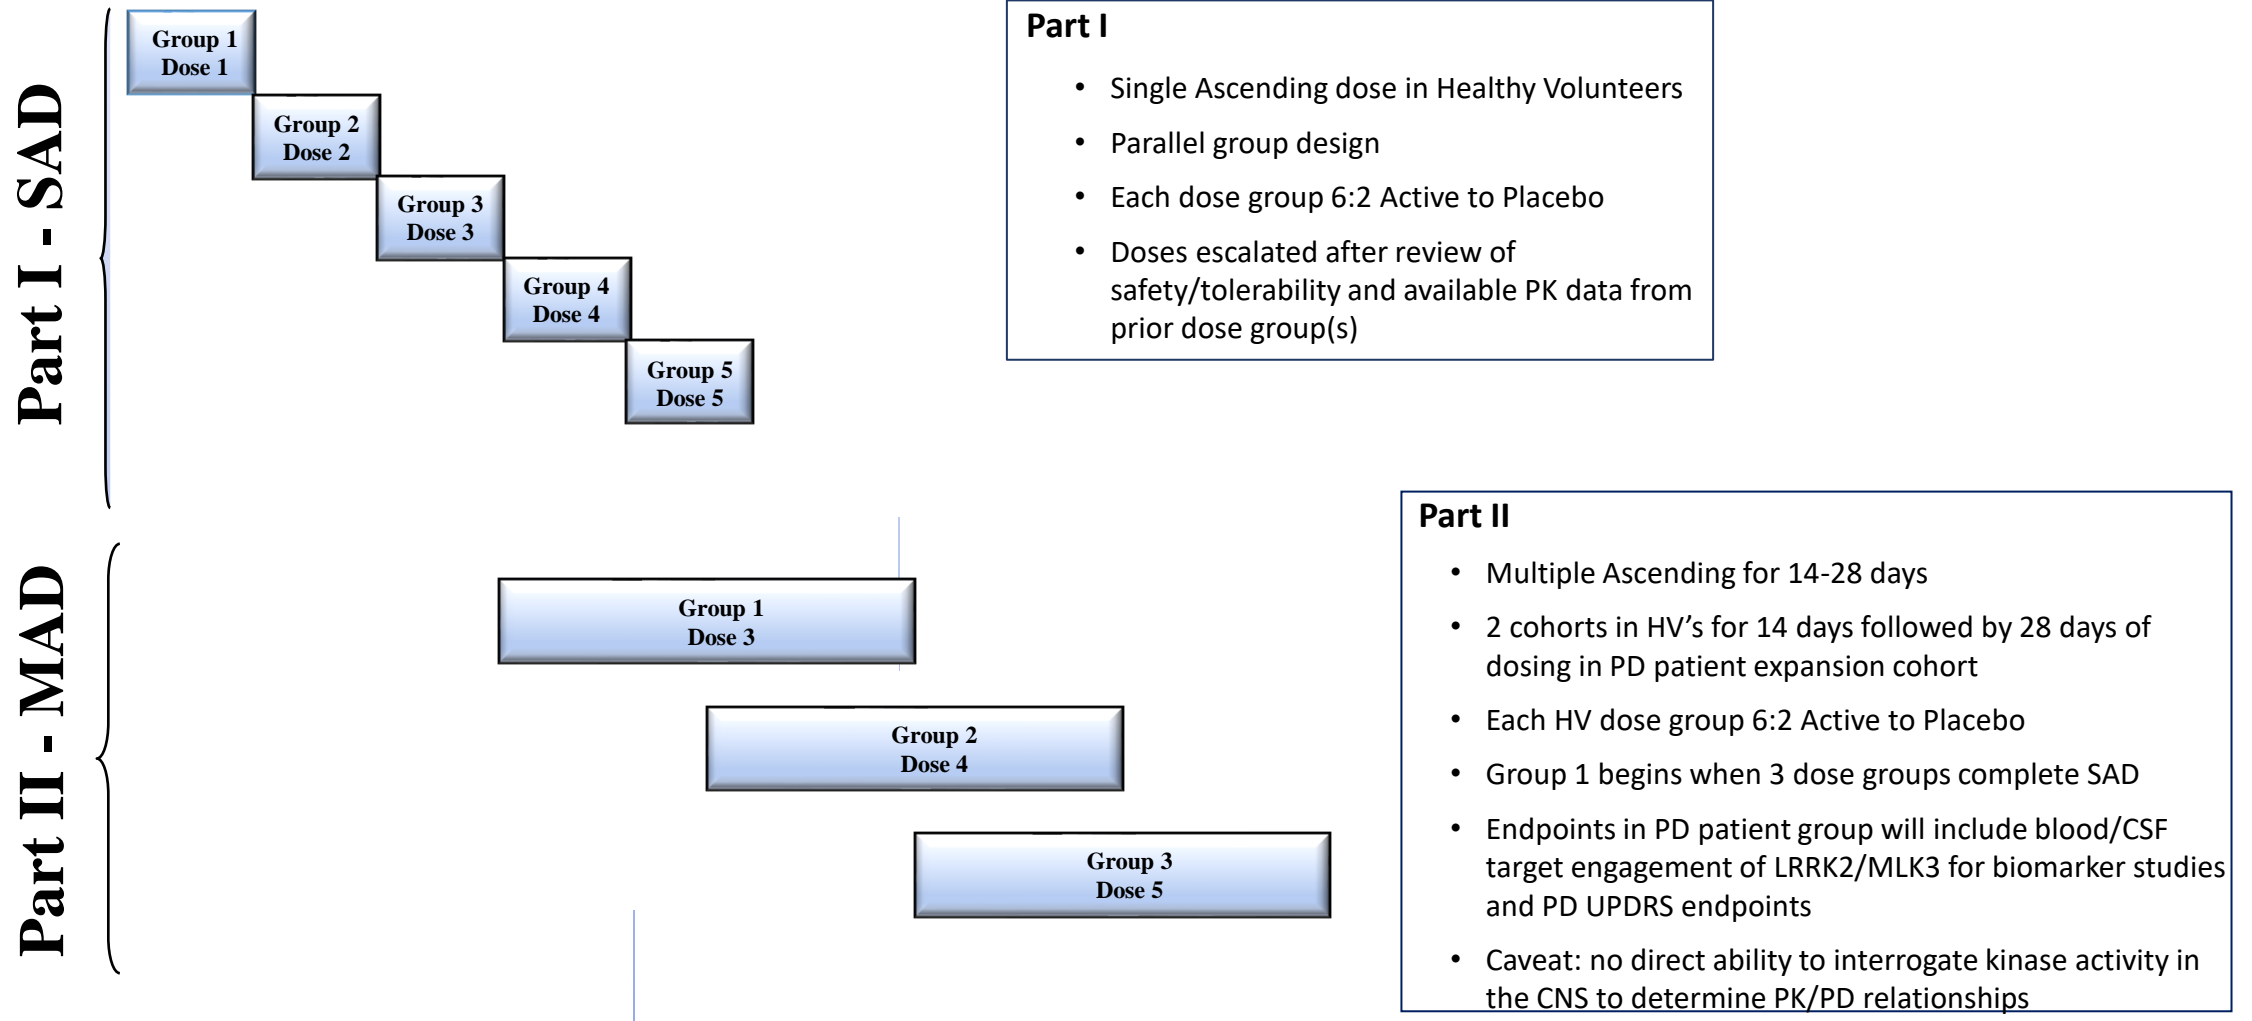 Part I - SAD
Group 1
Dose 1
Group 2
Dose 2
Group 3
Dose 3
Group 4
Dose 4
Group 5
Dose 5
Part I
• Single Ascending dose in Healthy Volunteers
• Parallel group design
• Each dose group 6:2 Active to Placebo
• Doses escalated after review of
safety/tolerability and available PK data from
prior dose group(s)
Part II - MAD
Group 1
Dose 3
Group 2
Dose 4
Group 3
Dose 5
Part II
• Multiple Ascending for 14-28 days
• 2 cohorts in HV’s for 14 days followed by 28 days of
dosing in PD patient expansion cohort
• Each HV dose group 6:2 Active to Placebo
• Group 1 begins when 3 dose groups complete SAD
• Endpoints in PD patient group will include blood/CSF
target engagement of LRRK2/MLK3 for biomarker studies
and PD UPDRS endpoints
• Caveat: no direct ability to interrogate kinase activity in
the CNS to determine PK/PD relationships